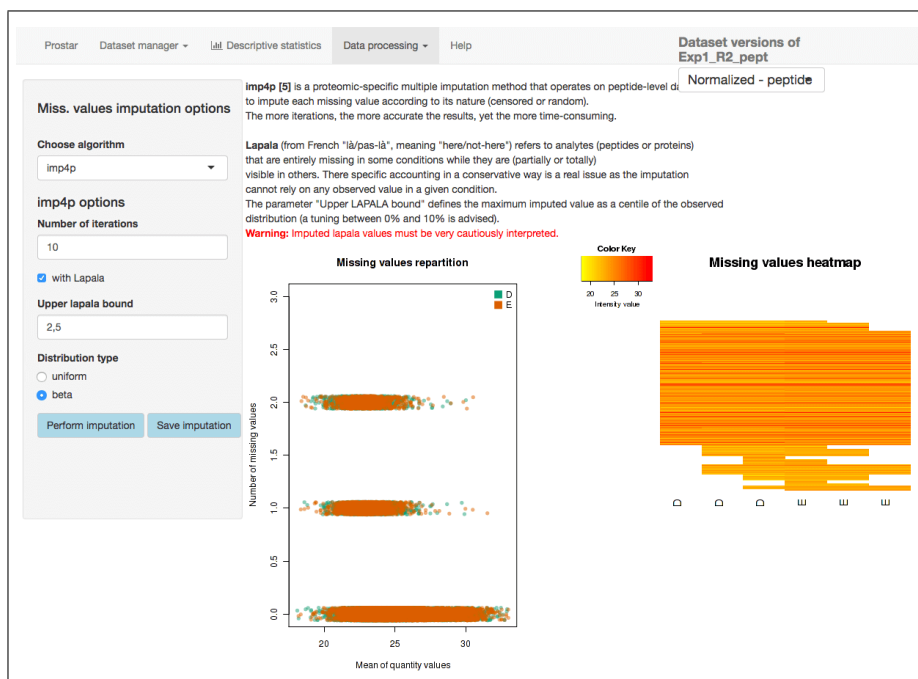 Prostar
Dataset manager
Descriptive statistics
Data processing
Help
Dataset versions of
Exp1_R2_pept
Normalized - peptide
Miss. values imputation options
Choose algorithm
imp4p
imp4p options
Number of iterations
10
with Lapala
Upper lapala bound
2,5
Distribution type
uniform
beta
Perform imputation
Save imputation
imp4p [5] is a proteomic-specific multiple imputation method that operates on peptide-level da
to impute each missing value according to its nature (censored or random).
The more iterations, the more accurate the results, yet the more time-consuming.
Lapala (from French "là/pas-là", meaning "here/not-here") refers to analytes (peptides or proteins)
that are entirely missing in some conditions while they are (partially or totally)
visible in others. There specific accounting in a conservative way is a real issue as the imputation
cannot rely on any observed value in a given condition.
The parameter "Upper LAPALA bound" defines the maximum imputed value as a centile of the observed
distribution (a tuning between 0% and 10% is advised).
Warning: Imputed lapala values must be very cautiously interpreted.
Missing values repartition
D
E
3.0
2.5
2.0
1.5
1.0
0.5
0.0
Number of missing values
20 25 30
Mean of quantity values
Color Key
20 25 30
Intensity value
Missing values heatmap
D D D E E E